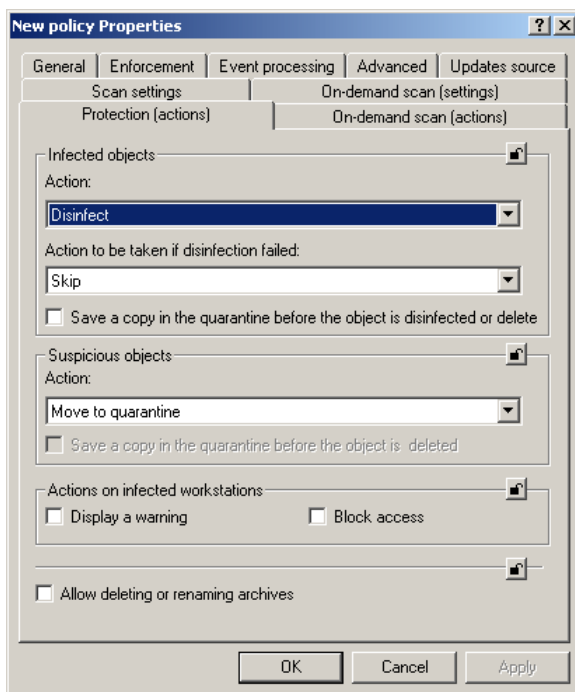 New policy Properties
General Enforcement Event processing Advanced Updates source
Scan settings On-demand scan (settings)
Protection (actions) On-demand scan (actions)
Infected objects
Action:
Disinfect
Action to be taken if disinfection failed:
Skip
Save a copy in the quarantine before the object is disinfected or delete
Suspicious objects
Action:
Move to quarantine
Save a copy in the quarantine before the object is deleted
Actions on infected workstations
Display a warning Block access
Allow deleting or renaming archives
OK Cancel Apply